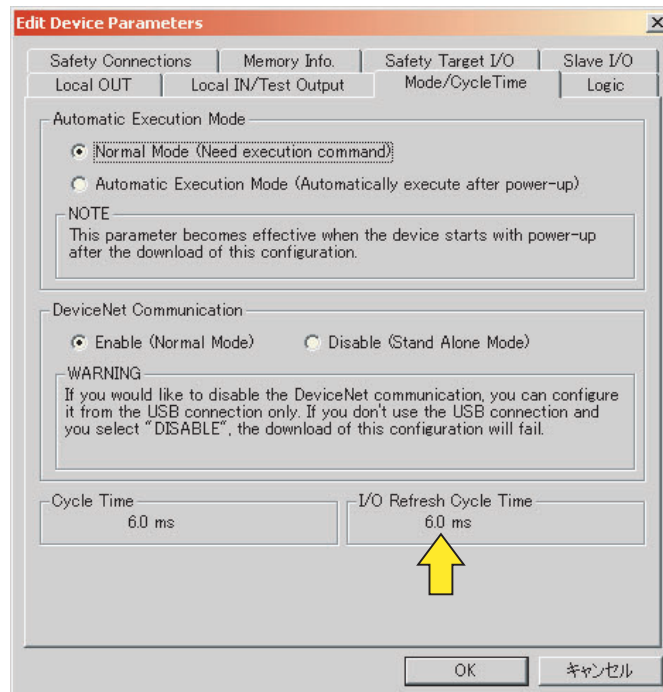 Edit Device Parameters
Safety Connections
Memory Info.
Safety Target I/O
Slave I/O
Local OUT
Local IN/Test Output
Mode/CycleTime
Logic
Automatic Execution Mode
Normal Mode (Need execution command)
Automatic Execution Mode (Automatically execute after power-up)
NOTE
This parameter becomes effective when the device starts with power-up
after the download of this configuration.
DeviceNet Communication
Enable (Normal Mode)
Disable (Stand Alone Mode)
WARNING
If you would like to disable the DeviceNet communication, you can configure
it from the USB connection only. If you don't use the USB connection and
you select "DISABLE", the download of this configuration will fail.
Cycle Time
6.0 ms
I/O Refresh Cycle Time
6.0 ms
OK
キャンセル